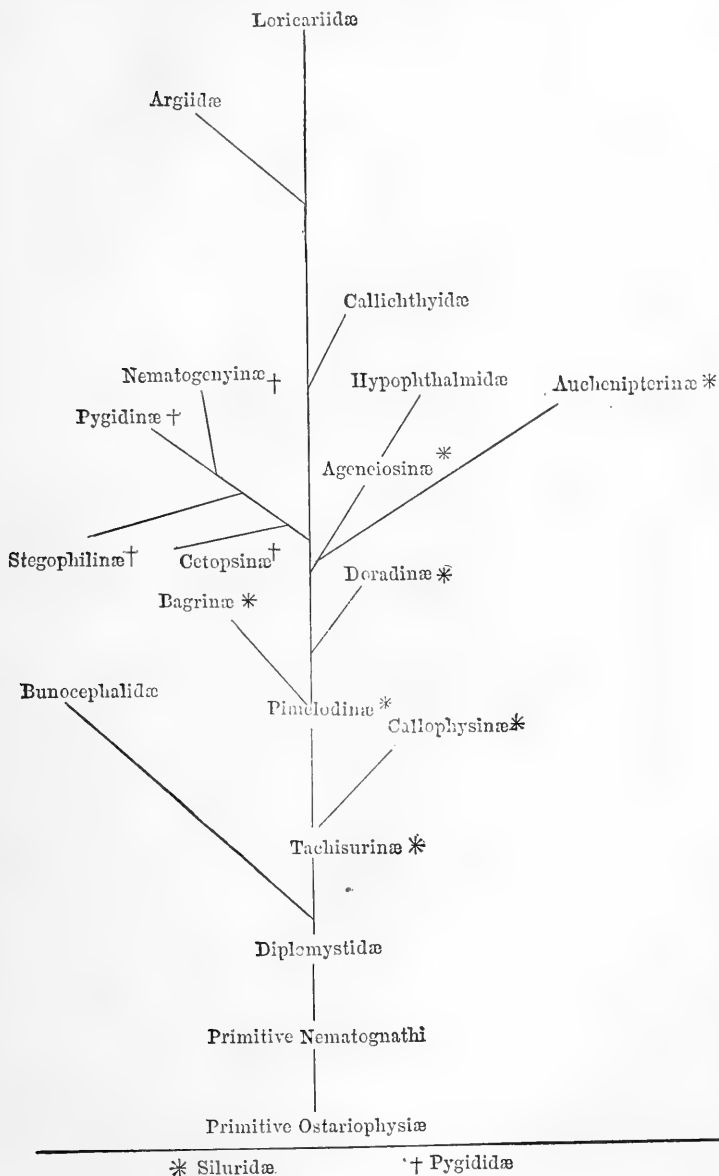 Loricariidæ
Argiidæ
Callichthyidæ
Nematogenyinæ†
Hypophthalmidæ
Auchenipterinæ *
Pygidinæ †
Ageneiosinæ *
Stegophilinæ†
Cetopsinæ†
Doradinæ *
Bagrinæ *
Bunocephalidæ
Pimelodinæ *
Callophysinæ*
Tachisurinæ *
Diplomystidæ
Primitive Nematognathi
Primitive Ostariophysiæ
* Siluridæ. † Pygididæ